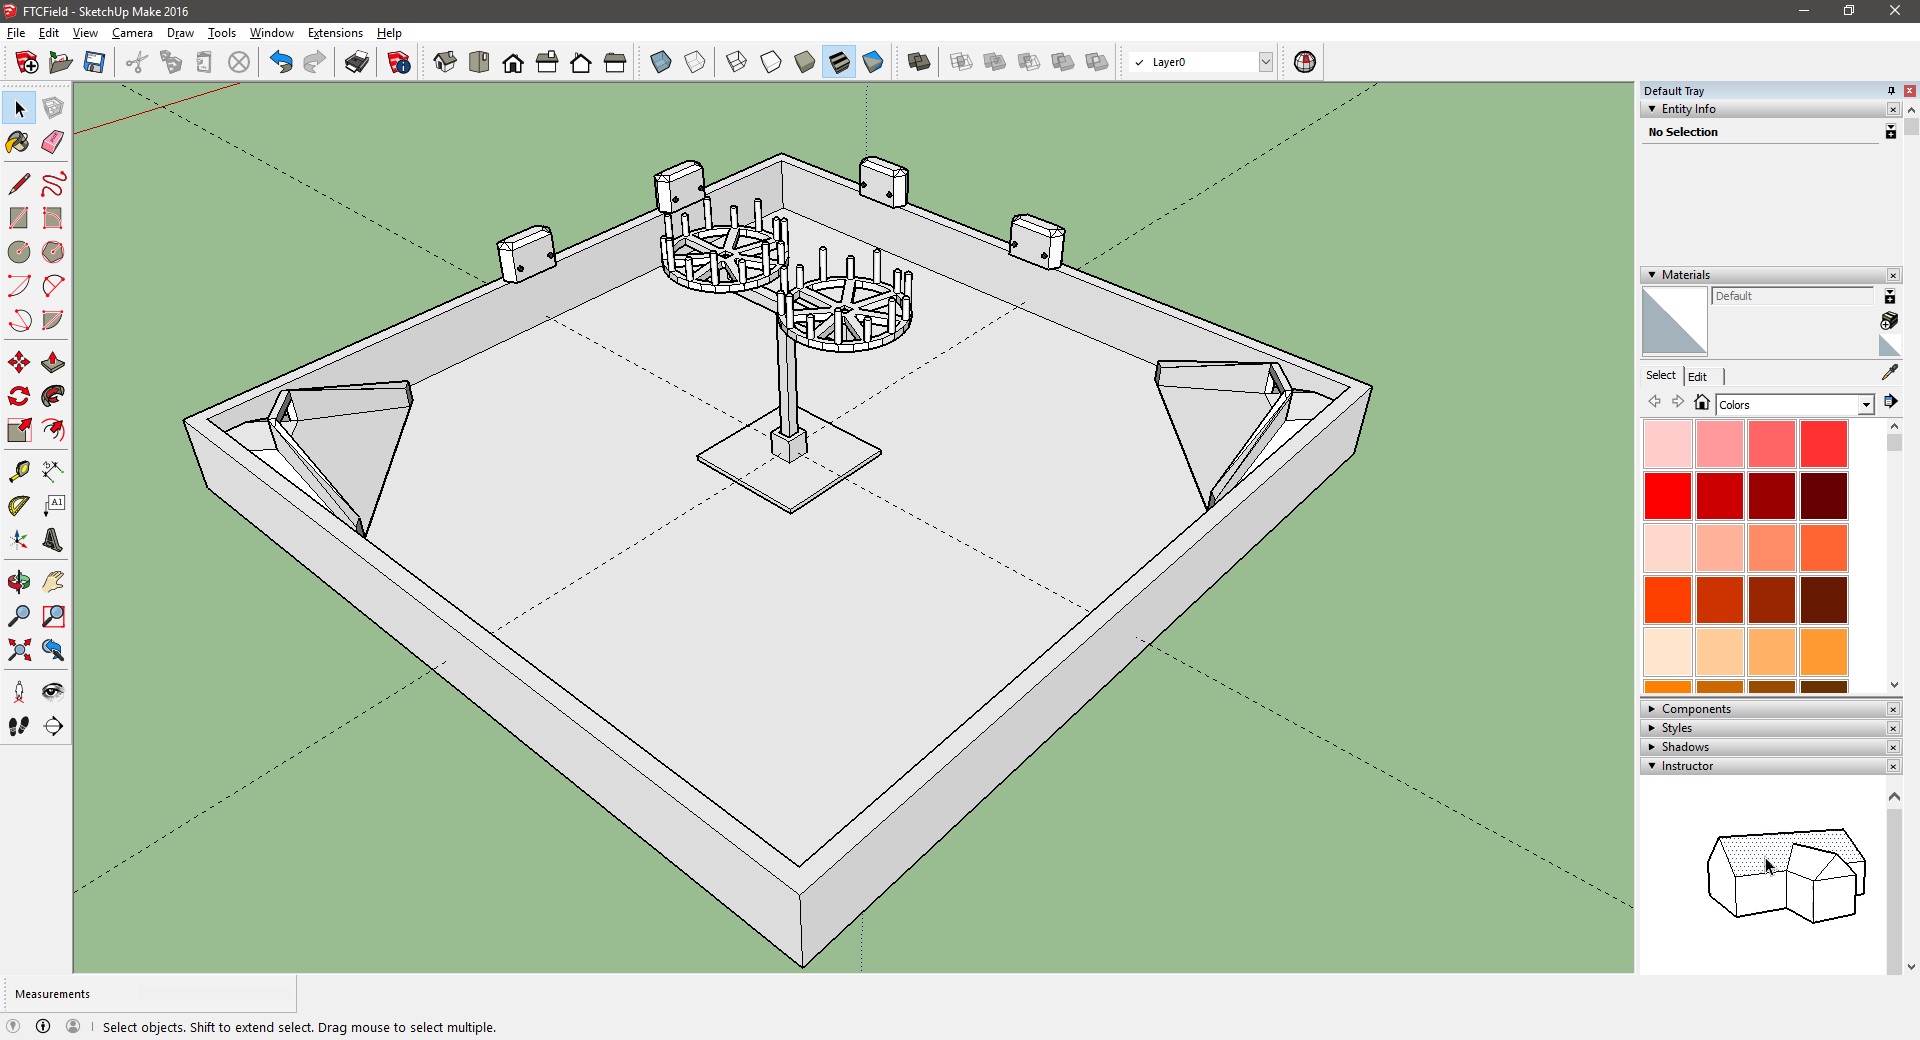 FTCField - SketchUp Make 2016
File Edit View Camera Draw Tools Window Extensions Help
Layer0
Default Tray
Entity Info
No Selection
Materials
Default
Select Edit
Colors
A1
Components
Styles
Shadows
Instructor
Measurements
Select objects. Shift to extend select. Drag mouse to select multiple.